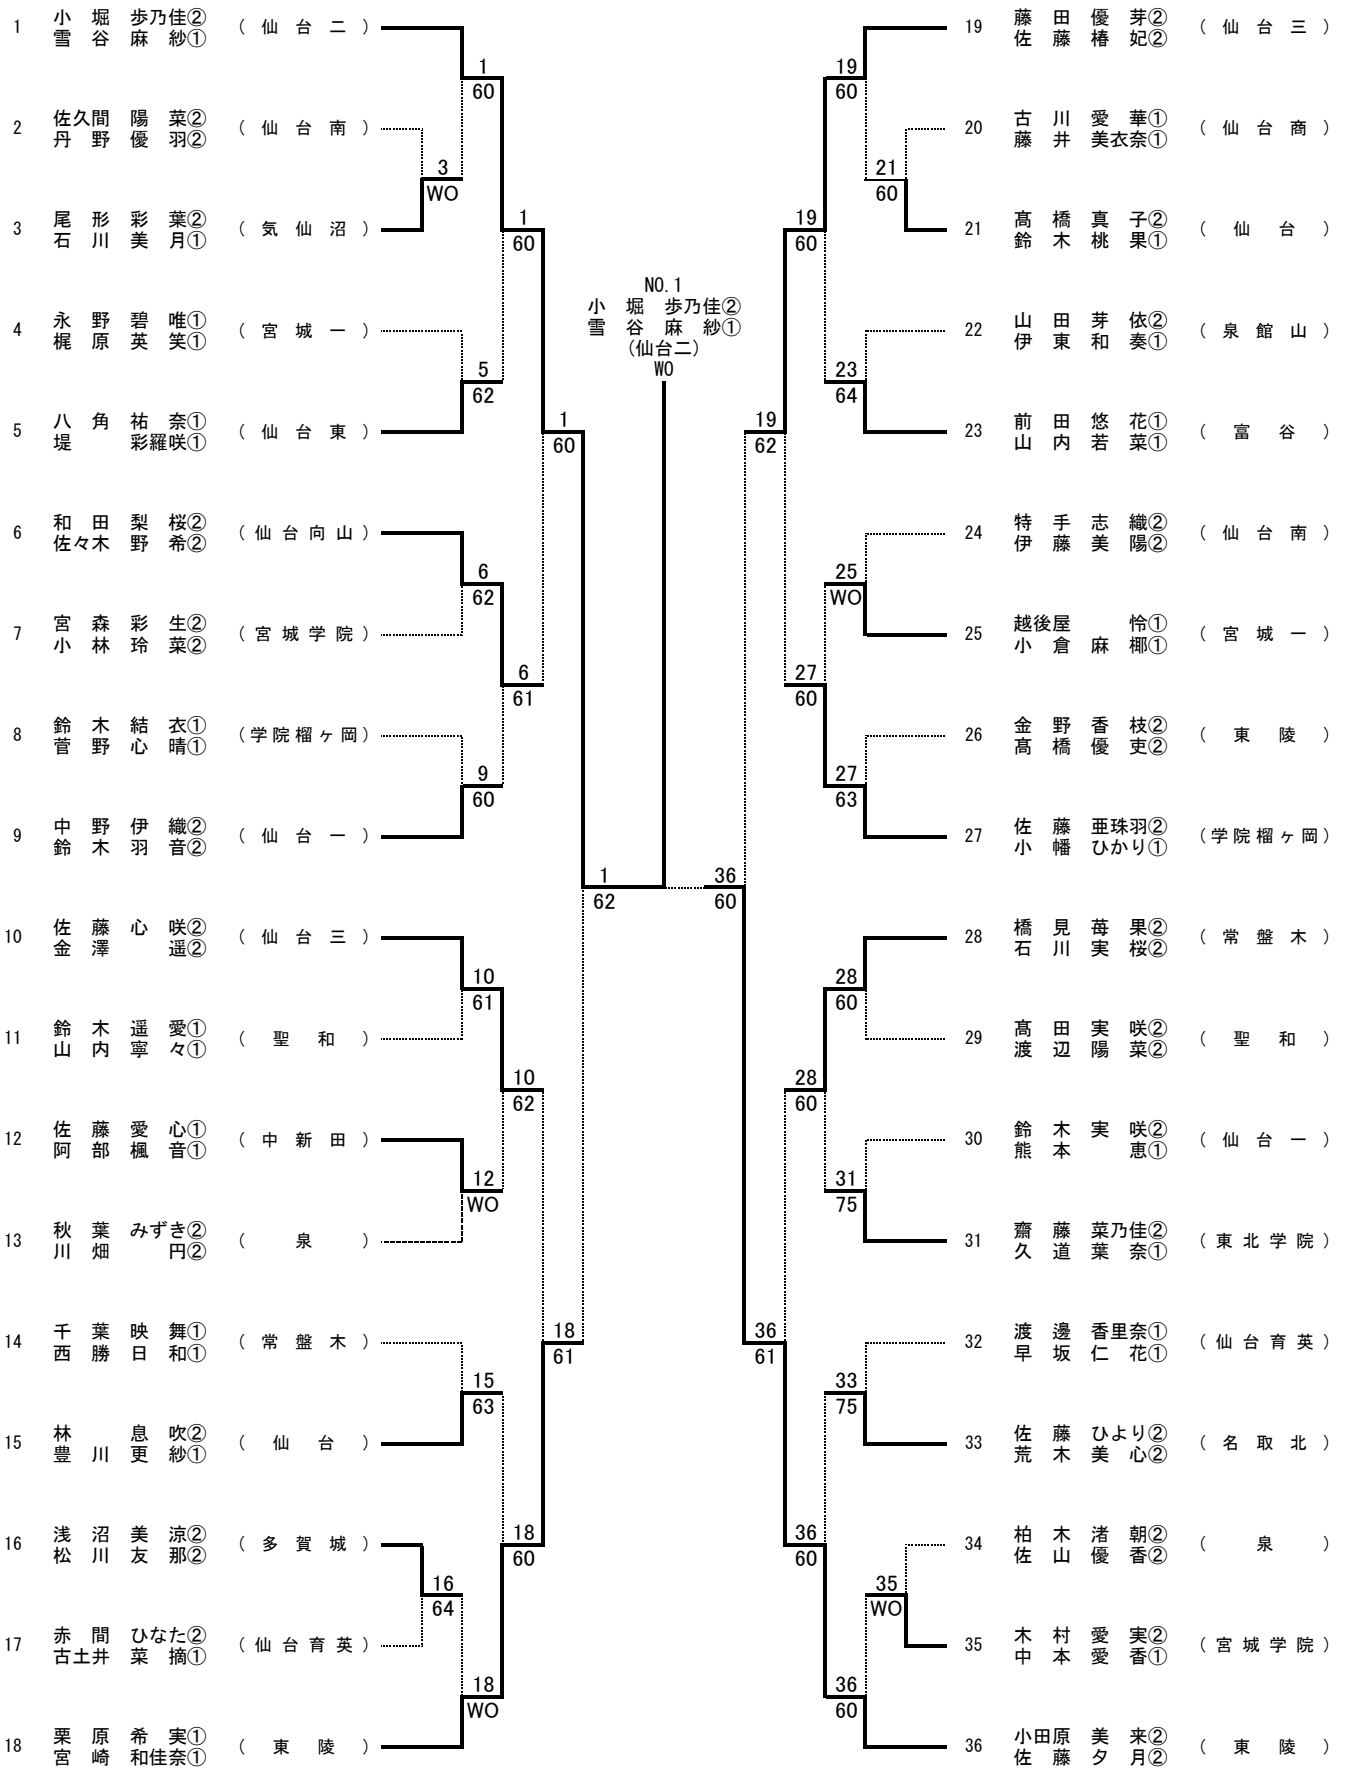 1 小 堀 歩乃佳② ( 仙 台 二 )
雪 谷 麻 紗①
1
60
2 佐久間 陽 菜② ( 仙 台 南 )
丹 野 優 羽②
3
WO
3 尾 形 彩 葉② ( 気 仙 沼 )
石 川 美 月①
1
60
4 永 野 碧 唯① ( 宮 城 一 )
梶 原 英 笑①
5
62
5 八 角 祐 奈① ( 仙 台 東 )
堤 彩羅咲①
1
60
6 和 田 梨 桜② ( 仙 台 向 山 )
佐々木 野 希②
6
62
7 宮 森 彩 生② ( 宮 城 学 院 )
小 林 玲 菜②
6
61
8 鈴 木 結 衣① ( 学 院 榴 ヶ 岡 )
菅 野 心 晴①
9
60
9 中 野 伊 織② ( 仙 台 一 )
鈴 木 羽 音②
1
62
10 佐 藤 心 咲② ( 仙 台 三 )
金 澤 遥②
10
61
11 鈴 木 遥 愛① ( 聖 和 )
山 内 寧 々①
10
62
12 佐 藤 愛 心① ( 中 新 田 )
阿 部 楓 音①
12
WO
13 秋 葉 みずき② ( 泉 )
川 畑 円②
18
61
14 千 葉 映 舞① ( 常 盤 木 )
西 勝 日 和①
15
63
15 林 息 吹② ( 仙 台 )
豊 川 更 紗①
18
60
16 浅 沼 美 涼② ( 多 賀 城 )
松 川 友 那②
16
64
17 赤 間 ひなた② ( 仙 台 育 英 )
古土井 菜 摘①
18
WO
18 栗 原 希 実① ( 東 陵 )
宮 崎 和佳奈①
NO.1
小 堀 歩乃佳②
雪 谷 麻 紗①
(仙台二)
WO
19 藤 田 優 芽② ( 仙 台 三 )
佐 藤 椿 妃②
19
60
20 古 川 愛 華① ( 仙 台 商 )
藤 井 美衣奈①
21
60
21 髙 橋 真 子② ( 仙 台 )
鈴 木 桃 果①
19
60
22 山 田 芽 依② ( 泉 館 山 )
伊 東 和 奏①
23
64
23 前 田 悠 花① ( 富 谷 )
山 内 若 菜①
19
62
24 特 手 志 織② ( 仙 台 南 )
伊 藤 美 陽②
25
WO
25 越後屋 怜① ( 宮 城 一 )
小 倉 麻 椰①
27
60
26 金 野 香 枝② ( 東 陵 )
髙 橋 優 吏②
27
63
27 佐 藤 亜珠羽② ( 学 院 榴 ヶ 岡 )
小 幡 ひかり①
36
60
28 橋 見 苺 果② ( 常 盤 木 )
石 川 実 桜②
28
60
29 髙 田 実 咲② ( 聖 和 )
渡 辺 陽 菜②
28
60
30 鈴 木 実 咲② ( 仙 台 一 )
熊 本 恵①
31
75
31 齋 藤 菜乃佳② ( 東 北 学 院 )
久 道 葉 奈①
36
61
32 渡 邊 香里奈① ( 仙 台 育 英 )
早 坂 仁 花①
33
75
33 佐 藤 ひより② ( 名 取 北 )
荒 木 美 心②
36
60
34 柏 木 渚 朝② ( 泉 )
佐 山 優 香②
35
WO
35 木 村 愛 実② ( 宮 城 学 院 )
中 本 愛 香①
36
60
36 小田原 美 来② ( 東 陵 )
佐 藤 夕 月②